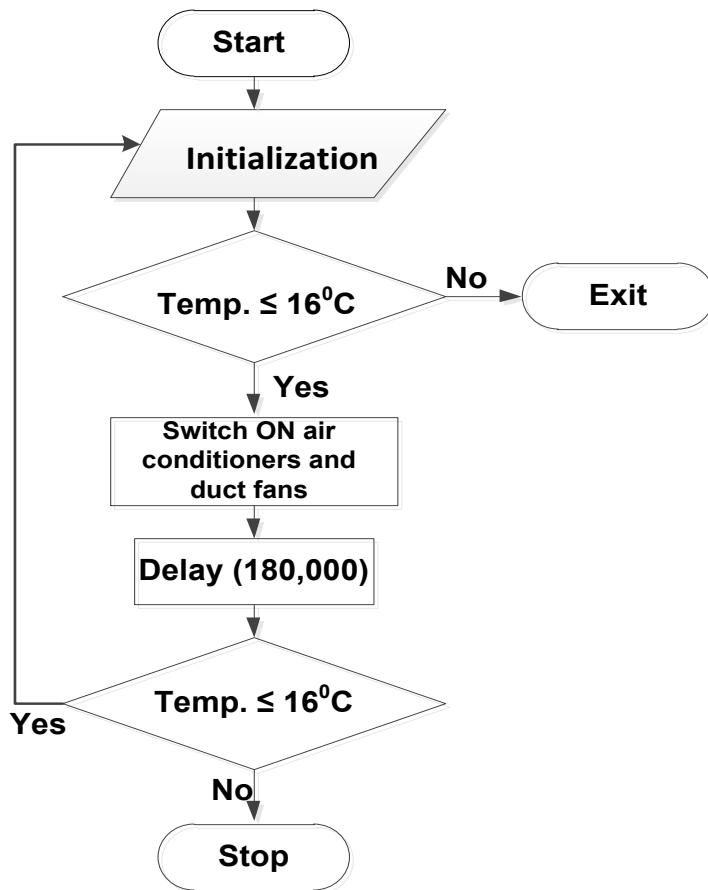 Start
Initialization
Temp. ≤ 16⁰C
No
Exit
Yes
Switch ON air
conditioners and
duct fans
Delay (180,000)
Temp. ≤ 16⁰C
Yes
No
Stop